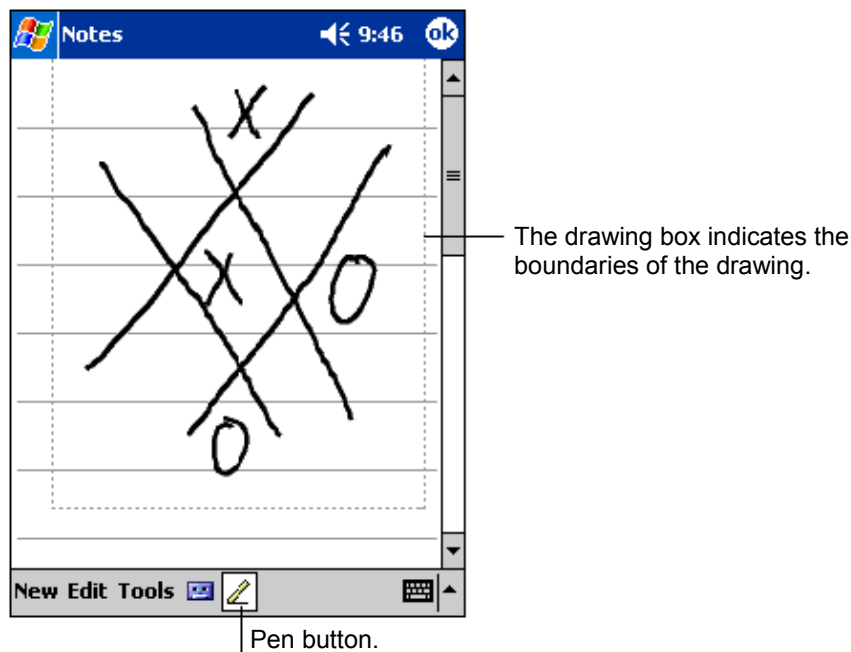 Notes 9:46 ok
X
X O
The drawing box indicates the
boundaries of the drawing.
O
New Edit Tools
Pen button.